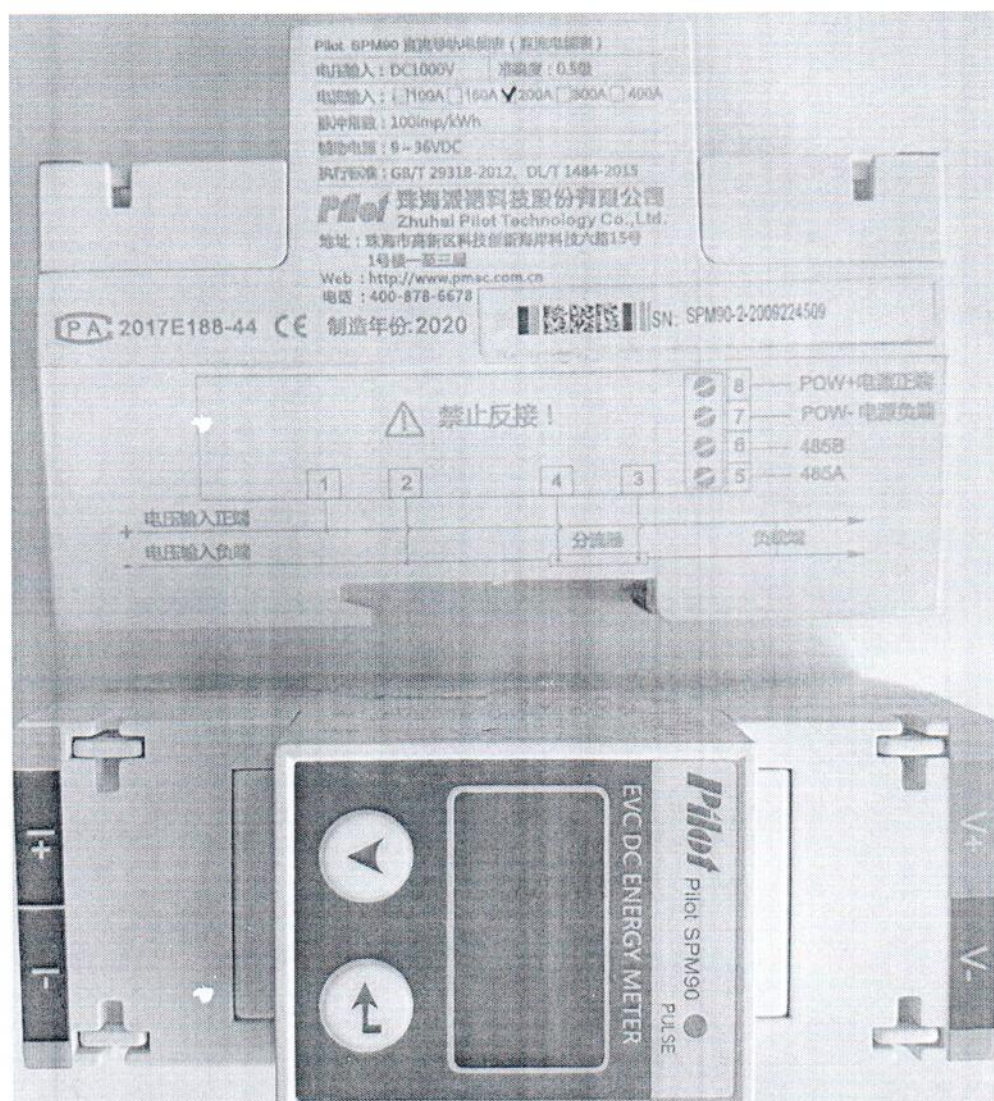 Pilot SPM90 直流导轨电能表（直流电能表）
电压输入：DC1000V 准确度：0.5级
电流输入：□100A□150A☑200A□300A□400A
脉冲常数：100imp/kWh
辅助电源：9~36VDC
执行标准：GB/T 29318-2012, DL/T 1484-2015
Pilot 珠海派诺科技股份有限公司
Zhuhai Pilot Technology Co.,Ltd.
地址：珠海市高新区科技创新海岸科技六路15号
1号楼一至三层
Web：http://www.pmac.com.cn
电话：400-878-6678
PA 2017E188-44 CE 制造年份:2020
SN: SPM90-2-2009224509
禁止反接！
8 POW+电源正端
7 POW-电源负端
6 485B
5 485A
1 2 4 3
+ 电压输入正端
- 电压输入负端 分流器 负载端
I+
I-
Pilot
Pilot SPM90
PULSE
EVC DC ENERGY METER
V+
V-